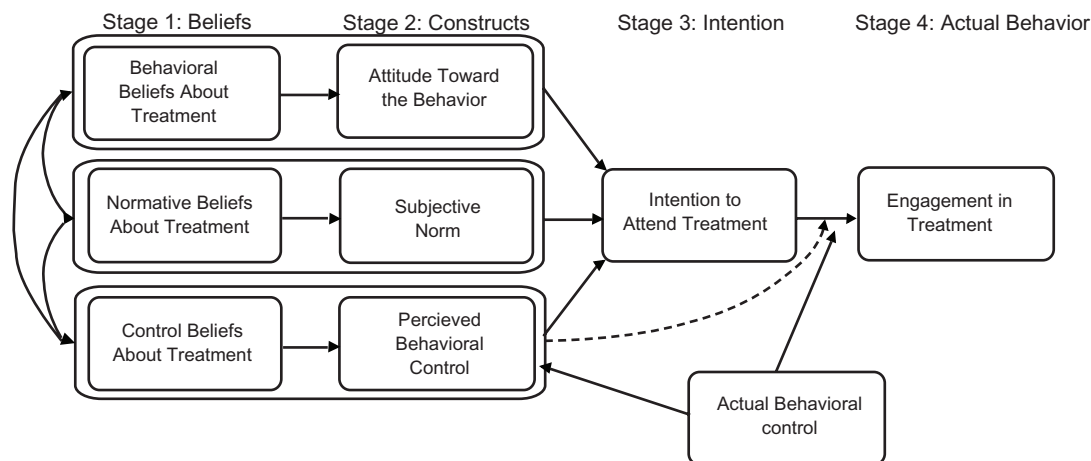 Stage 1: Beliefs
Stage 2: Constructs
Stage 3: Intention
Stage 4: Actual Behavior
Behavioral
Beliefs About
Treatment
Attitude Toward
the Behavior
Normative Beliefs
About Treatment
Subjective
Norm
Intention to
Attend Treatment
Engagement in
Treatment
Control Beliefs
About Treatment
Percieved
Behavioral
Control
Actual Behavioral
control